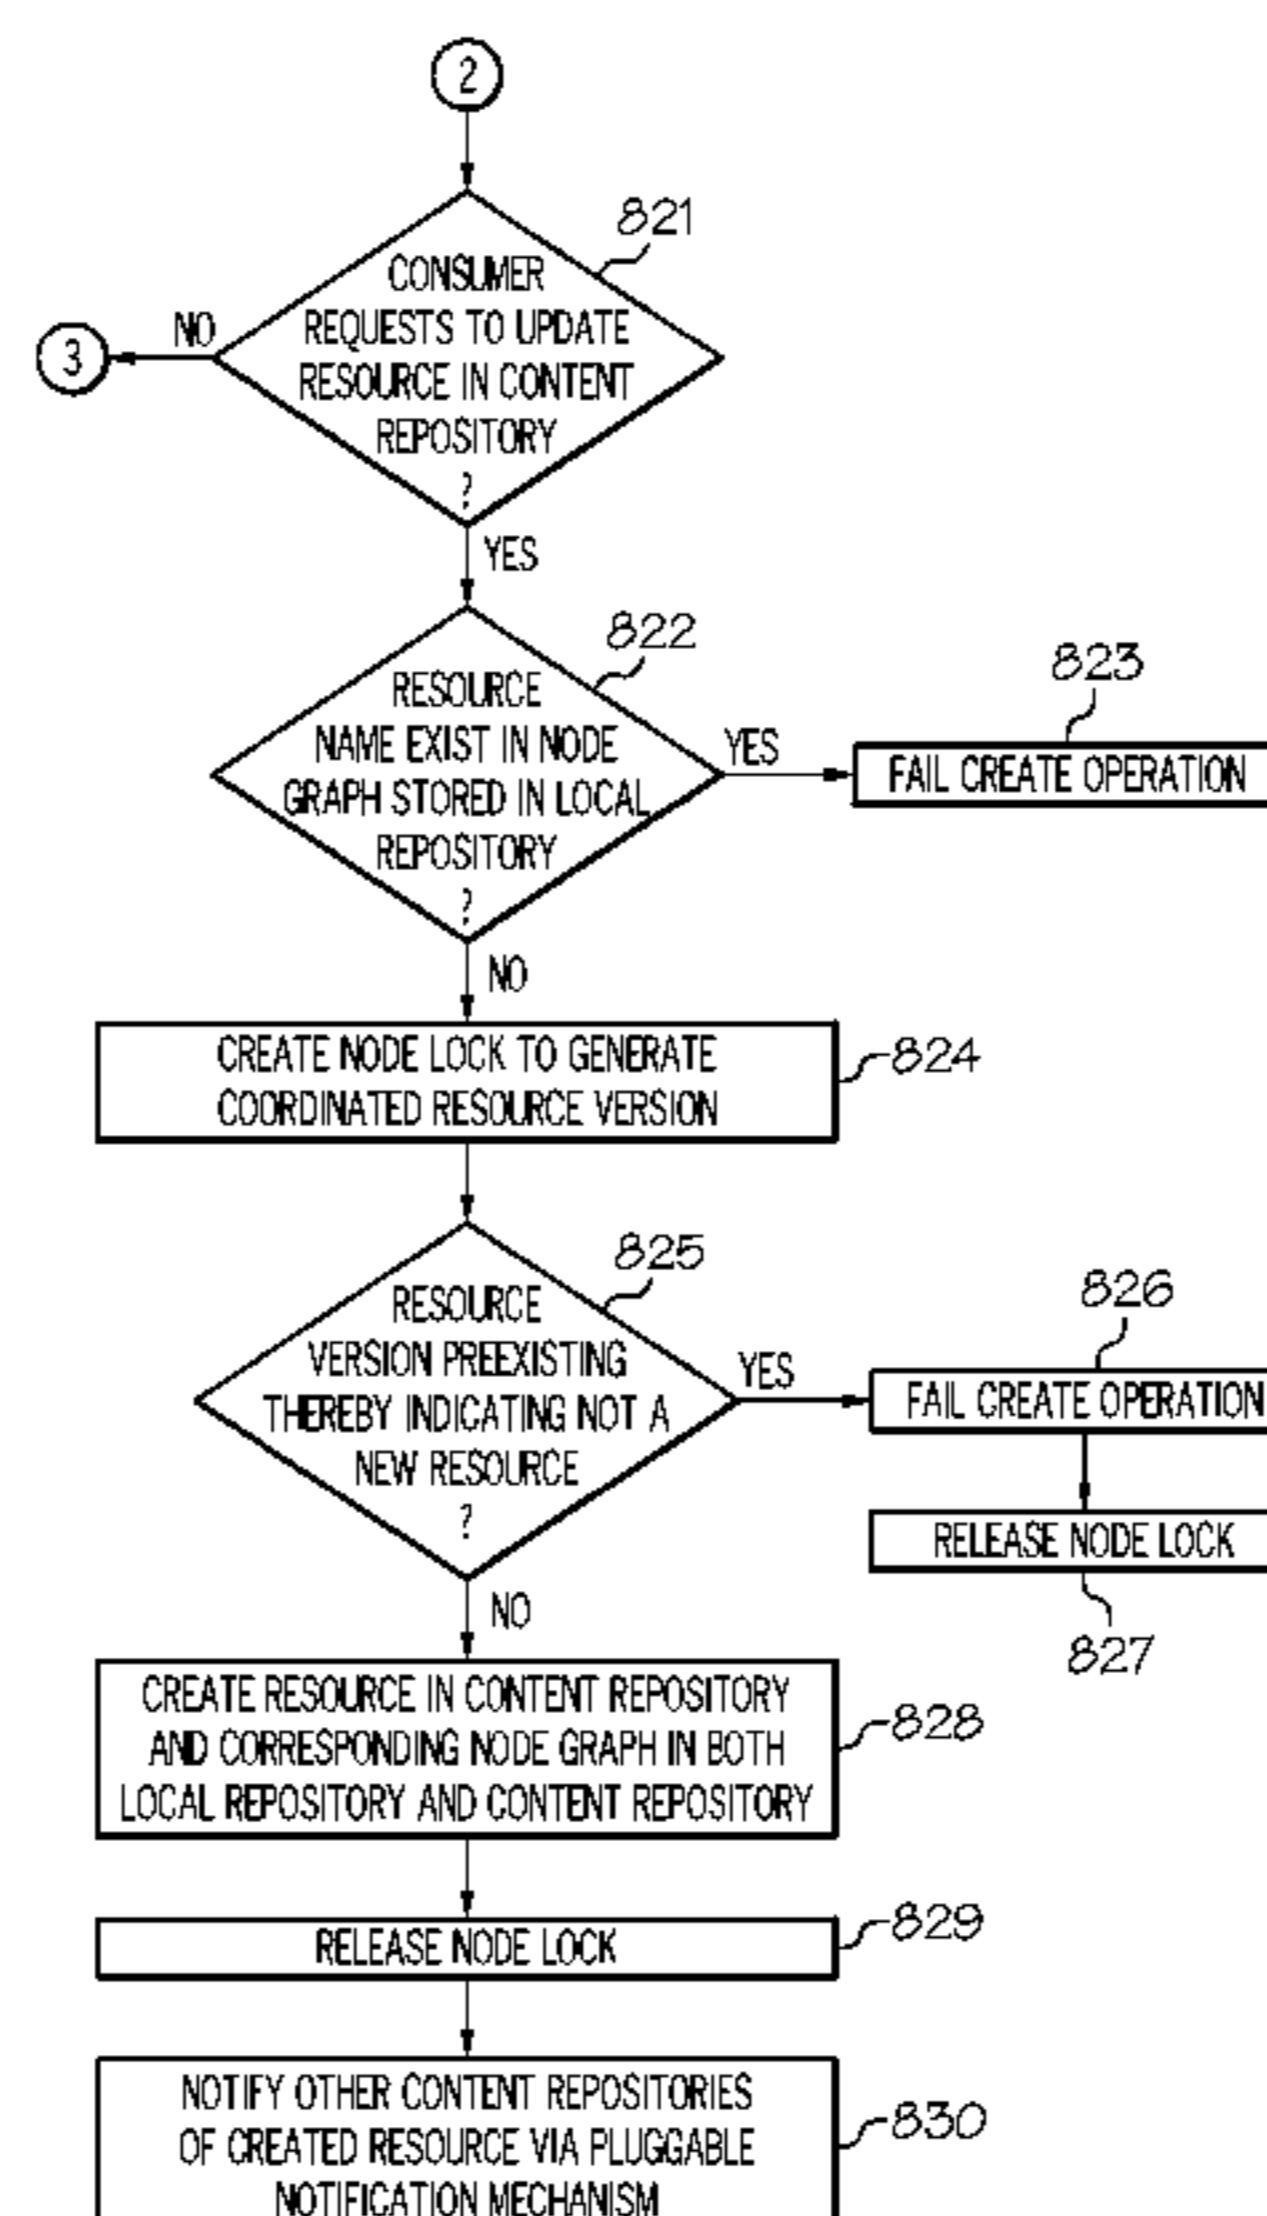 2
821
CONSUMER
REQUESTS TO UPDATE
RESOURCE IN CONTENT
REPOSITORY
?
NO
3
YES
822
RESOURCE
NAME EXIST IN NODE
GRAPH STORED IN LOCAL
REPOSITORY
?
YES
823
FAIL CREATE OPERATION
NO
CREATE NODE LOCK TO GENERATE
COORDINATED RESOURCE VERSION
824
825
RESOURCE
VERSION PREEXISTING
THEREBY INDICATING NOT A
NEW RESOURCE
?
YES
826
FAIL CREATE OPERATION
RELEASE NODE LOCK
827
NO
CREATE RESOURCE IN CONTENT REPOSITORY
AND CORRESPONDING NODE GRAPH IN BOTH
LOCAL REPOSITORY AND CONTENT REPOSITORY
828
RELEASE NODE LOCK
829
NOTIFY OTHER CONTENT REPOSITORIES
OF CREATED RESOURCE VIA PLUGGABLE
NOTIFICATION MECHANISM
830